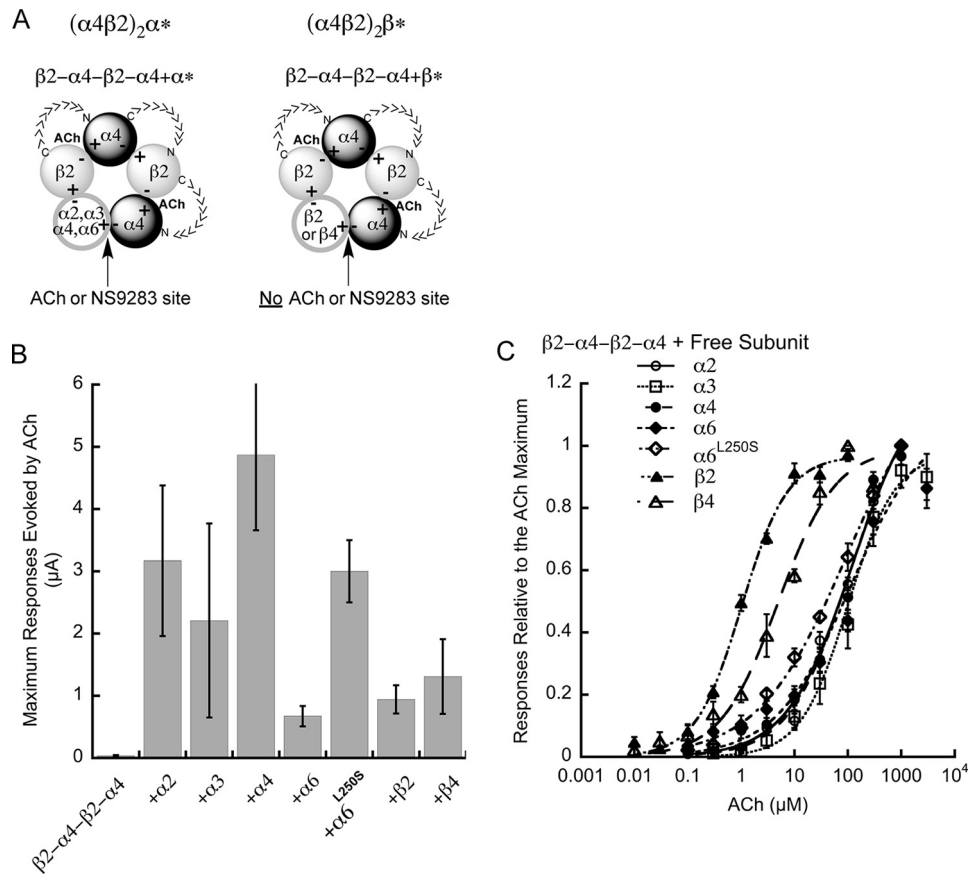 A
(α4β2)₂α*
(α4β2)₂β*
β2−α4−β2−α4+α*
β2−α4−β2−α4+β*
N C
ACh α4
+ -
C - + N
β2 β2
+ - C
- + ACh
α2,α3
α4,α6 + - α4 N
N C
ACh α4
+ -
C - + N
β2 β2
+ - C
- + ACh
β2
or β4 + - α4 N
ACh or NS9283 site
No ACh or NS9283 site
B
Maximum Responses Evoked by ACh
(µA)
6
5
4
3
2
1
0
β2−α4−β2−α4
+α2
+α3
+α4
+α6
+α6 L250S
+β2
+β4
C
β2−α4−β2−α4 + Free Subunit
α2
α3
α4
α6
α6L250S
β2
β4
Responses Relative to the ACh Maximum
1.2
1
0.8
0.6
0.4
0.2
0
0.001 0.01 0.1 1 10 100 1000 10⁴
ACh (µM)